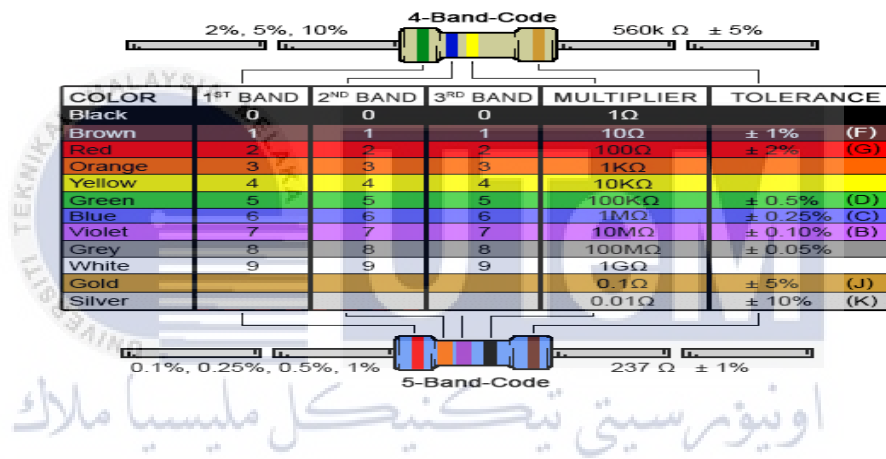 4-Band-Code
2%, 5%, 10% 560k Ω ± 5%
COLOR 1ST BAND 2ND BAND 3RD BAND MULTIPLIER TOLERANCE
Black 0 0 0 1Ω
Brown 1 1 1 10Ω ± 1% (F)
Red 2 2 2 100Ω ± 2% (G)
Orange 3 3 3 1KΩ
Yellow 4 4 4 10KΩ
Green 5 5 5 100KΩ ± 0.5% (D)
Blue 6 6 6 1MΩ ± 0.25% (C)
Violet 7 7 7 10MΩ ± 0.10% (B)
Grey 8 8 8 100MΩ ± 0.05%
White 9 9 9 1GΩ
Gold 0.1Ω ± 5% (J)
Silver 0.01Ω ± 10% (K)
0.1%, 0.25%, 0.5%, 1% 237 Ω ± 1%
5-Band-Code
UNIVERSITI TEKNIKAL MALAYSIA MELAKA
UTeM
اونيۏرسيتي تيكنيكل مليسيا ملاك